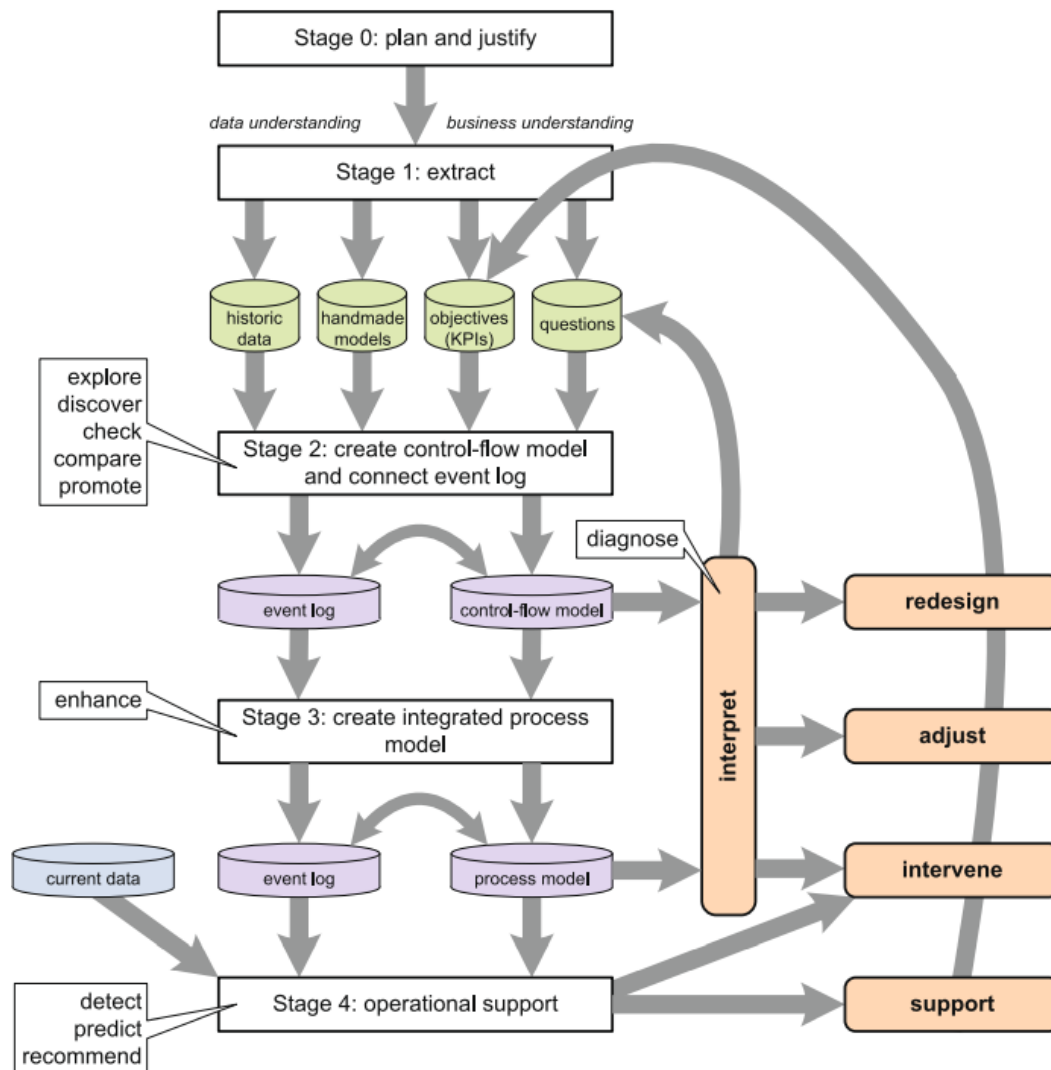 Stage 0: plan and justify
data understanding
business understanding
Stage 1: extract
historic
data
handmade
models
objectives
(KPIs)
questions
explore
discover
check
compare
promote
Stage 2: create control-flow model
and connect event log
diagnose
event log
control-flow model
redesign
enhance
Stage 3: create integrated process
model
interpret
adjust
current data
event log
process model
intervene
detect
predict
recommend
Stage 4: operational support
support